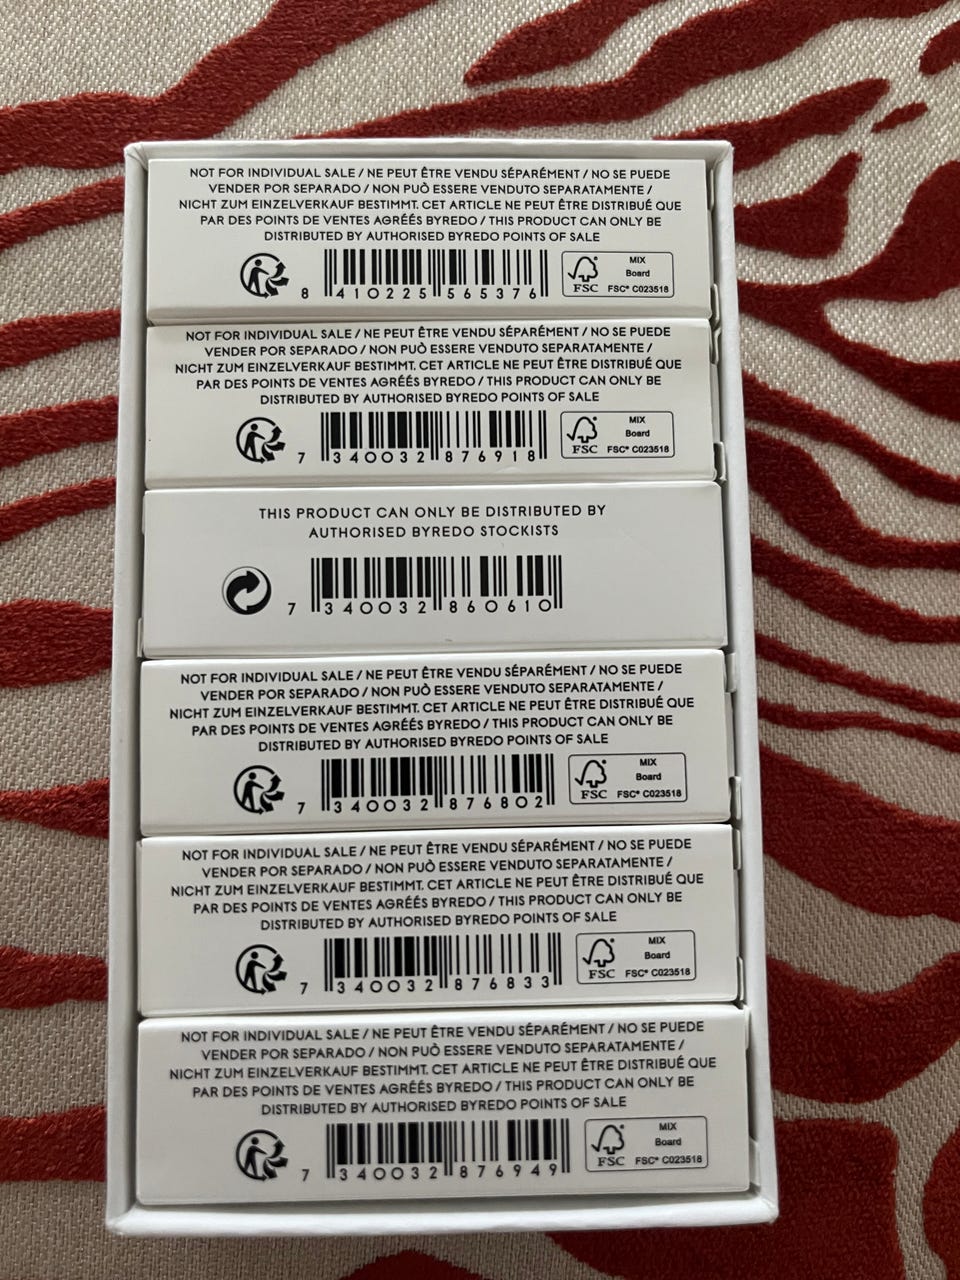 NOT FOR INDIVIDUAL SALE / NE PEUT ÊTRE VENDU SÉPARÉMENT / NO SE PUEDE
VENDER POR SEPARADO / NON PUÒ ESSERE VENDUTO SEPARATAMENTE /
NICHT ZUM EINZELVERKAUF BESTIMMT. CET ARTICLE NE PEUT ÊTRE DISTRIBUÉ QUE
PAR DES POINTS DE VENTES AGRÉÉS BYREDO / THIS PRODUCT CAN ONLY BE
DISTRIBUTED BY AUTHORISED BYREDO POINTS OF SALE
8 410225 565376
FSC
MIX
Board
FSC® C023518
NOT FOR INDIVIDUAL SALE / NE PEUT ÊTRE VENDU SÉPARÉMENT / NO SE PUEDE
VENDER POR SEPARADO / NON PUÒ ESSERE VENDUTO SEPARATAMENTE /
NICHT ZUM EINZELVERKAUF BESTIMMT. CET ARTICLE NE PEUT ÊTRE DISTRIBUÉ QUE
PAR DES POINTS DE VENTES AGRÉÉS BYREDO / THIS PRODUCT CAN ONLY BE
DISTRIBUTED BY AUTHORISED BYREDO POINTS OF SALE
7 340032 876918
FSC
MIX
Board
FSC® C023518
THIS PRODUCT CAN ONLY BE DISTRIBUTED BY
AUTHORISED BYREDO STOCKISTS
7 340032 860610
NOT FOR INDIVIDUAL SALE / NE PEUT ÊTRE VENDU SÉPARÉMENT / NO SE PUEDE
VENDER POR SEPARADO / NON PUÒ ESSERE VENDUTO SEPARATAMENTE /
NICHT ZUM EINZELVERKAUF BESTIMMT. CET ARTICLE NE PEUT ÊTRE DISTRIBUÉ QUE
PAR DES POINTS DE VENTES AGRÉÉS BYREDO / THIS PRODUCT CAN ONLY BE
DISTRIBUTED BY AUTHORISED BYREDO POINTS OF SALE
7 340032 876802
FSC
MIX
Board
FSC® C023518
NOT FOR INDIVIDUAL SALE / NE PEUT ÊTRE VENDU SÉPARÉMENT / NO SE PUEDE
VENDER POR SEPARADO / NON PUÒ ESSERE VENDUTO SEPARATAMENTE /
NICHT ZUM EINZELVERKAUF BESTIMMT. CET ARTICLE NE PEUT ÊTRE DISTRIBUÉ QUE
PAR DES POINTS DE VENTES AGRÉÉS BYREDO / THIS PRODUCT CAN ONLY BE
DISTRIBUTED BY AUTHORISED BYREDO POINTS OF SALE
7 340032 876833
FSC
MIX
Board
FSC® C023518
NOT FOR INDIVIDUAL SALE / NE PEUT ÊTRE VENDU SÉPARÉMENT / NO SE PUEDE
VENDER POR SEPARADO / NON PUÒ ESSERE VENDUTO SEPARATAMENTE /
NICHT ZUM EINZELVERKAUF BESTIMMT. CET ARTICLE NE PEUT ÊTRE DISTRIBUÉ QUE
PAR DES POINTS DE VENTES AGRÉÉS BYREDO / THIS PRODUCT CAN ONLY BE
DISTRIBUTED BY AUTHORISED BYREDO POINTS OF SALE
7 340032 876949
FSC
MIX
Board
FSC® C023518